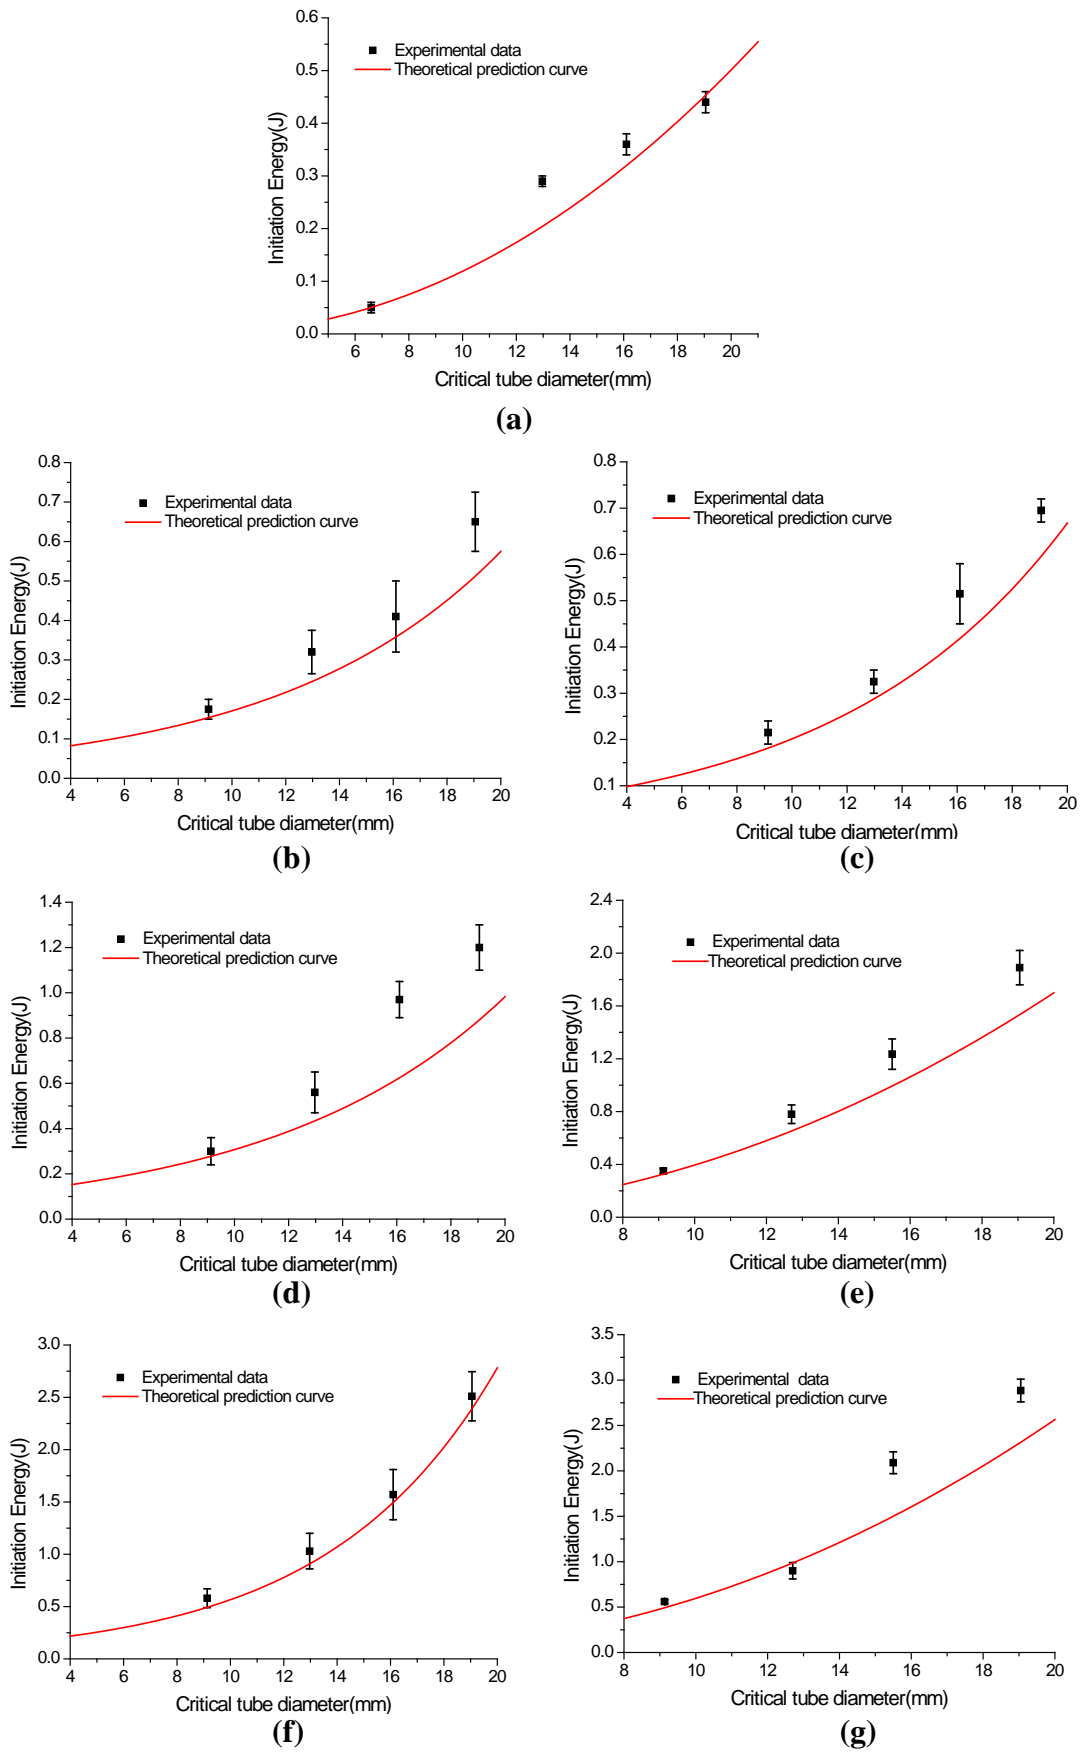 0.6
Experimental data
Theoretical prediction curve
0.5
0.4
0.3
0.2
0.1
0.0
Initiation Energy(J)
6 8 10 12 14 16 18 20
Critical tube diameter(mm)
(a)
0.8
Experimental data
Theoretical prediction curve
0.7
0.6
0.5
0.4
0.3
0.2
0.1
0.0
Initiation Energy(J)
4 6 8 10 12 14 16 18 20
Critical tube diameter(mm)
(b)
0.8
Experimental data
Theoretical prediction curve
0.7
0.6
0.5
0.4
0.3
0.2
0.1
Initiation Energy(J)
4 6 8 10 12 14 16 18 20
Critical tube diameter(mm)
(c)
1.4
Experimental data
Theoretical prediction curve
1.2
1.0
0.8
0.6
0.4
0.2
0.0
Initiation Energy(J)
4 6 8 10 12 14 16 18 20
Critical tube diameter(mm)
(d)
2.4
Experimental data
Theoretical prediction curve
2.0
1.6
1.2
0.8
0.4
0.0
Initiation Energy(J)
8 10 12 14 16 18 20
Critical tube diameter(mm)
(e)
3.0
Experimental data
Theoretical prediction curve
2.5
2.0
1.5
1.0
0.5
0.0
Initiation Energy(J)
4 6 8 10 12 14 16 18 20
Critical tube diameter(mm)
(f)
3.5
Experimental data
Theoretical prediction curve
3.0
2.5
2.0
1.5
1.0
0.5
0.0
Initiation Energy(J)
8 10 12 14 16 18 20
Critical tube diameter(mm)
(g)